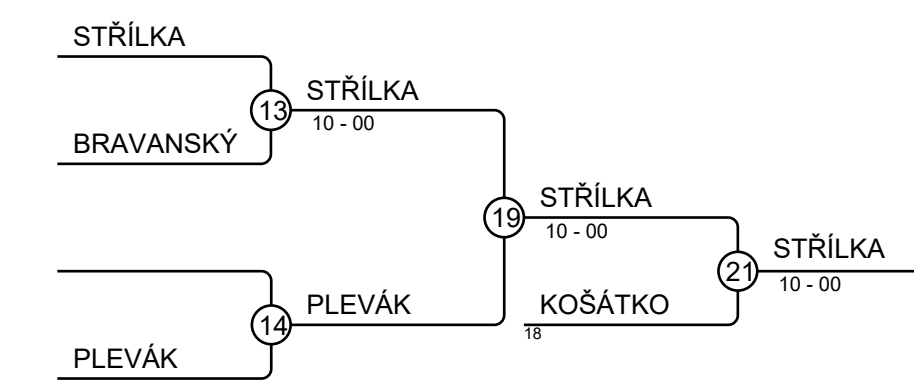 STŘÍLKA
13
STŘÍLKA
10 - 00
BRAVANSKÝ
19
STŘÍLKA
10 - 00
21
STŘÍLKA
10 - 00
14
PLEVÁK
KOŠÁTKO
18
PLEVÁK